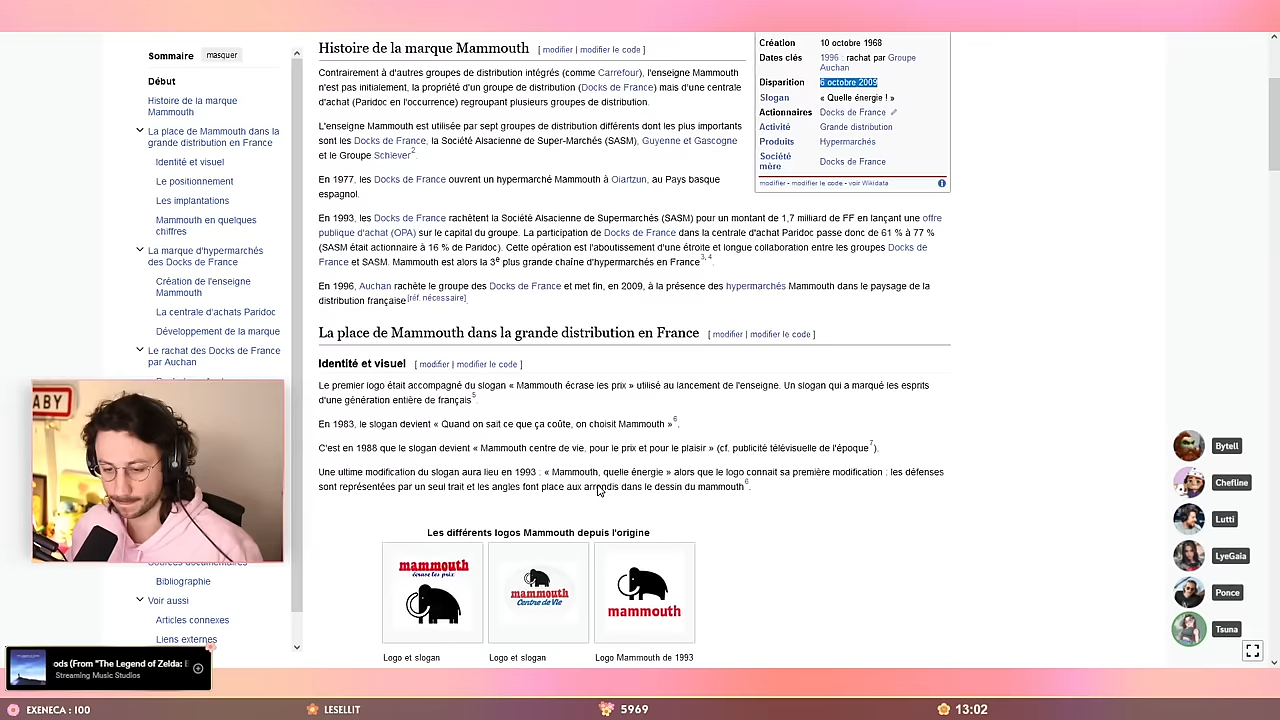 Sommaire masquer
Début
Histoire de la marque
Mammouth
La place de Mammouth dans la
grande distribution en France
Identité et visuel
Le positionnement
Les implantations
Mammouth en quelques
chiffres
La marque d'hypermarchés
des Docks de France
Création de l'enseigne
Mammouth
La centrale d'achats Paridoc
Développement de la marque
Le rachat des Docks de France
par Auchan
Bibliographie
Voir aussi
Articles connexes
Liens externes
Histoire de la marque Mammouth [ modifier | modifier le code ]
Contrairement à d'autres groupes de distribution intégrés (comme Carrefour), l'enseigne Mammouth
n'est pas initialement, la propriété d'un groupe de distribution (Docks de France) mais d'une centrale
d'achat (Paridoc en l'occurrence) regroupant plusieurs groupes de distribution.
L'enseigne Mammouth est utilisée par sept groupes de distribution différents dont les plus importants
sont les Docks de France, la Société Alsacienne de Super-Marchés (SASM), Guyenne et Gascogne
et le Groupe Schiever2.
En 1977, les Docks de France ouvrent un hypermarché Mammouth à Oiartzun, au Pays basque
espagnol.
En 1993, les Docks de France rachètent la Société Alsacienne de Supermarchés (SASM) pour un montant de 1,7 milliard de FF en lançant une offre
publique d'achat (OPA) sur le capital du groupe. La participation de Docks de France dans la centrale d'achat Paridoc passe donc de 61 % à 77 %
(SASM était actionnaire à 16 % de Paridoc). Cette opération est l'aboutissement d'une étroite et longue collaboration entre les groupes Docks de
France et SASM. Mammouth est alors la 3e plus grande chaîne d'hypermarchés en France3, 4.
En 1996, Auchan rachète le groupe des Docks de France et met fin, en 2009, à la présence des hypermarchés Mammouth dans le paysage de la
distribution française[réf. nécessaire].
La place de Mammouth dans la grande distribution en France [ modifier | modifier le code ]
Identité et visuel [ modifier | modifier le code ]
Le premier logo était accompagné du slogan « Mammouth écrase les prix » utilisé au lancement de l'enseigne. Un slogan qui a marqué les esprits
d'une génération entière de français5.
En 1983, le slogan devient « Quand on sait ce que ça coûte, on choisit Mammouth »6.
C'est en 1988 que le slogan devient « Mammouth centre de vie, pour le prix et pour le plaisir » (cf. publicité télévisuelle de l'époque7).
Une ultime modification du slogan aura lieu en 1993 : « Mammouth, quelle énergie » alors que le logo connait sa première modification : les défenses
sont représentées par un seul trait et les angles font place aux arrondis dans le dessin du mammouth6.
Les différents logos Mammouth depuis l'origine
mammouth
écrase les prix
mammouth
Centre de Vie
mammouth
Logo et slogan
Logo et slogan
Logo Mammouth de 1993
Création 10 octobre 1968
Dates clés 1996 : rachat par Groupe
Auchan
Disparition 6 octobre 2009
Slogan « Quelle énergie ! »
Actionnaires Docks de France
Activité Grande distribution
Produits Hypermarchés
Société
mère Docks de France
modifier - modifier le code - voir Wikidata
ABY
Bytell
Chefline
Lutti
LyeGaia
Ponce
Tsuna
ods (From "The Legend of Zelda:
Streaming Music Studios
EXENECA : 100
LESELLIT
5969
13:02